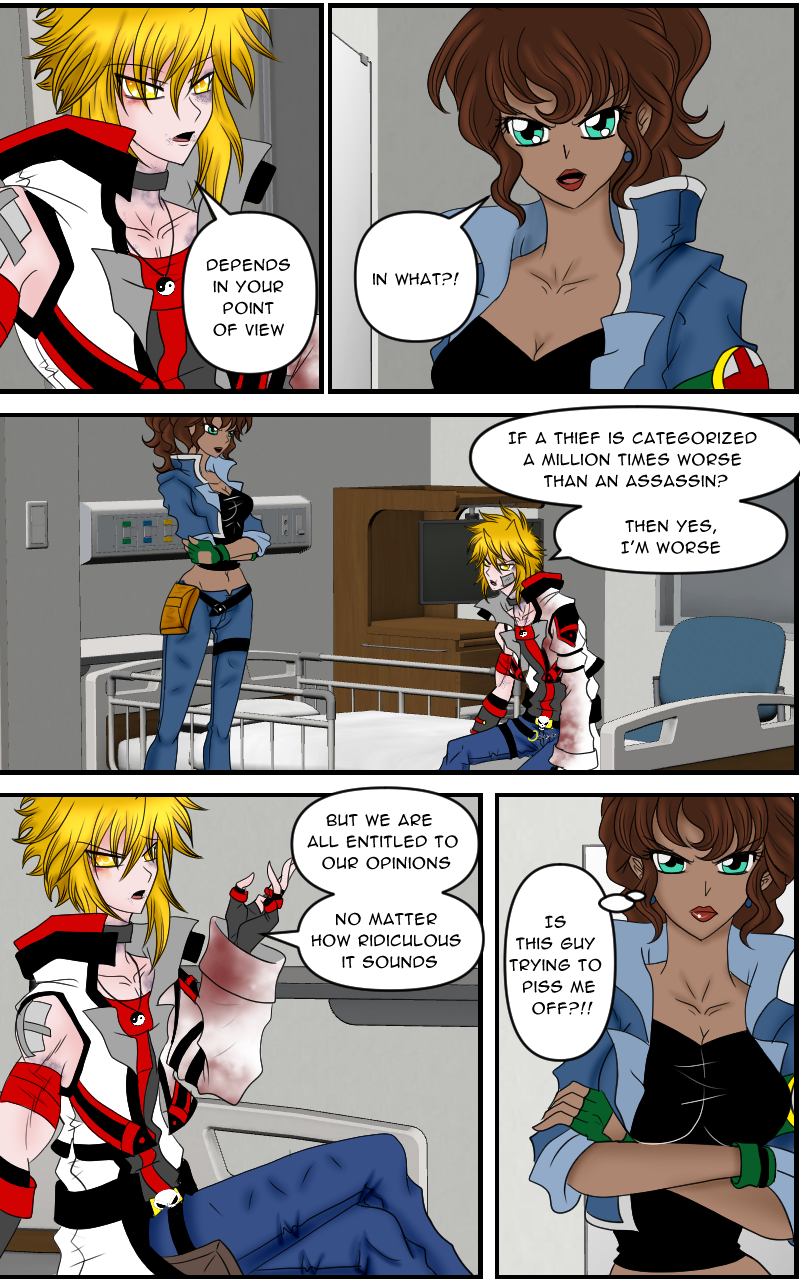 DEPENDS
IN YOUR
POINT
OF VIEW
IN WHAT?!
IF A THIEF IS CATEGORIZED
A MILLION TIMES WORSE
THAN AN ASSASSIN?
THEN YES,
I'M WORSE
BUT WE ARE
ALL ENTITLED TO
OUR OPINIONS
NO MATTER
HOW RIDICULOUS
IT SOUNDS
IS
THIS GUY
TRYING TO
PISS ME
OFF?!!